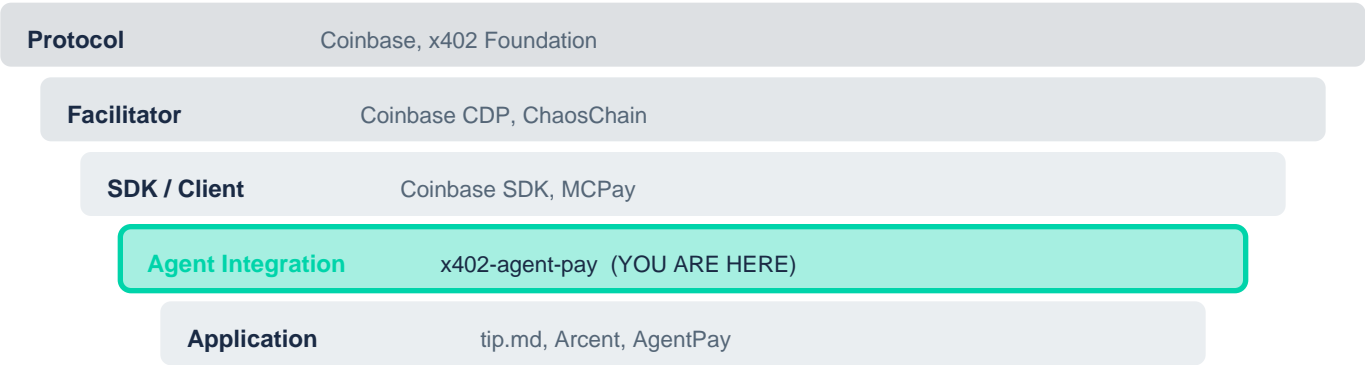 Protocol Coinbase, x402 Foundation
Facilitator Coinbase CDP, ChaosChain
SDK / Client Coinbase SDK, MCPay
Agent Integration x402-agent-pay (YOU ARE HERE)
Application tip.md, Arcent, AgentPay